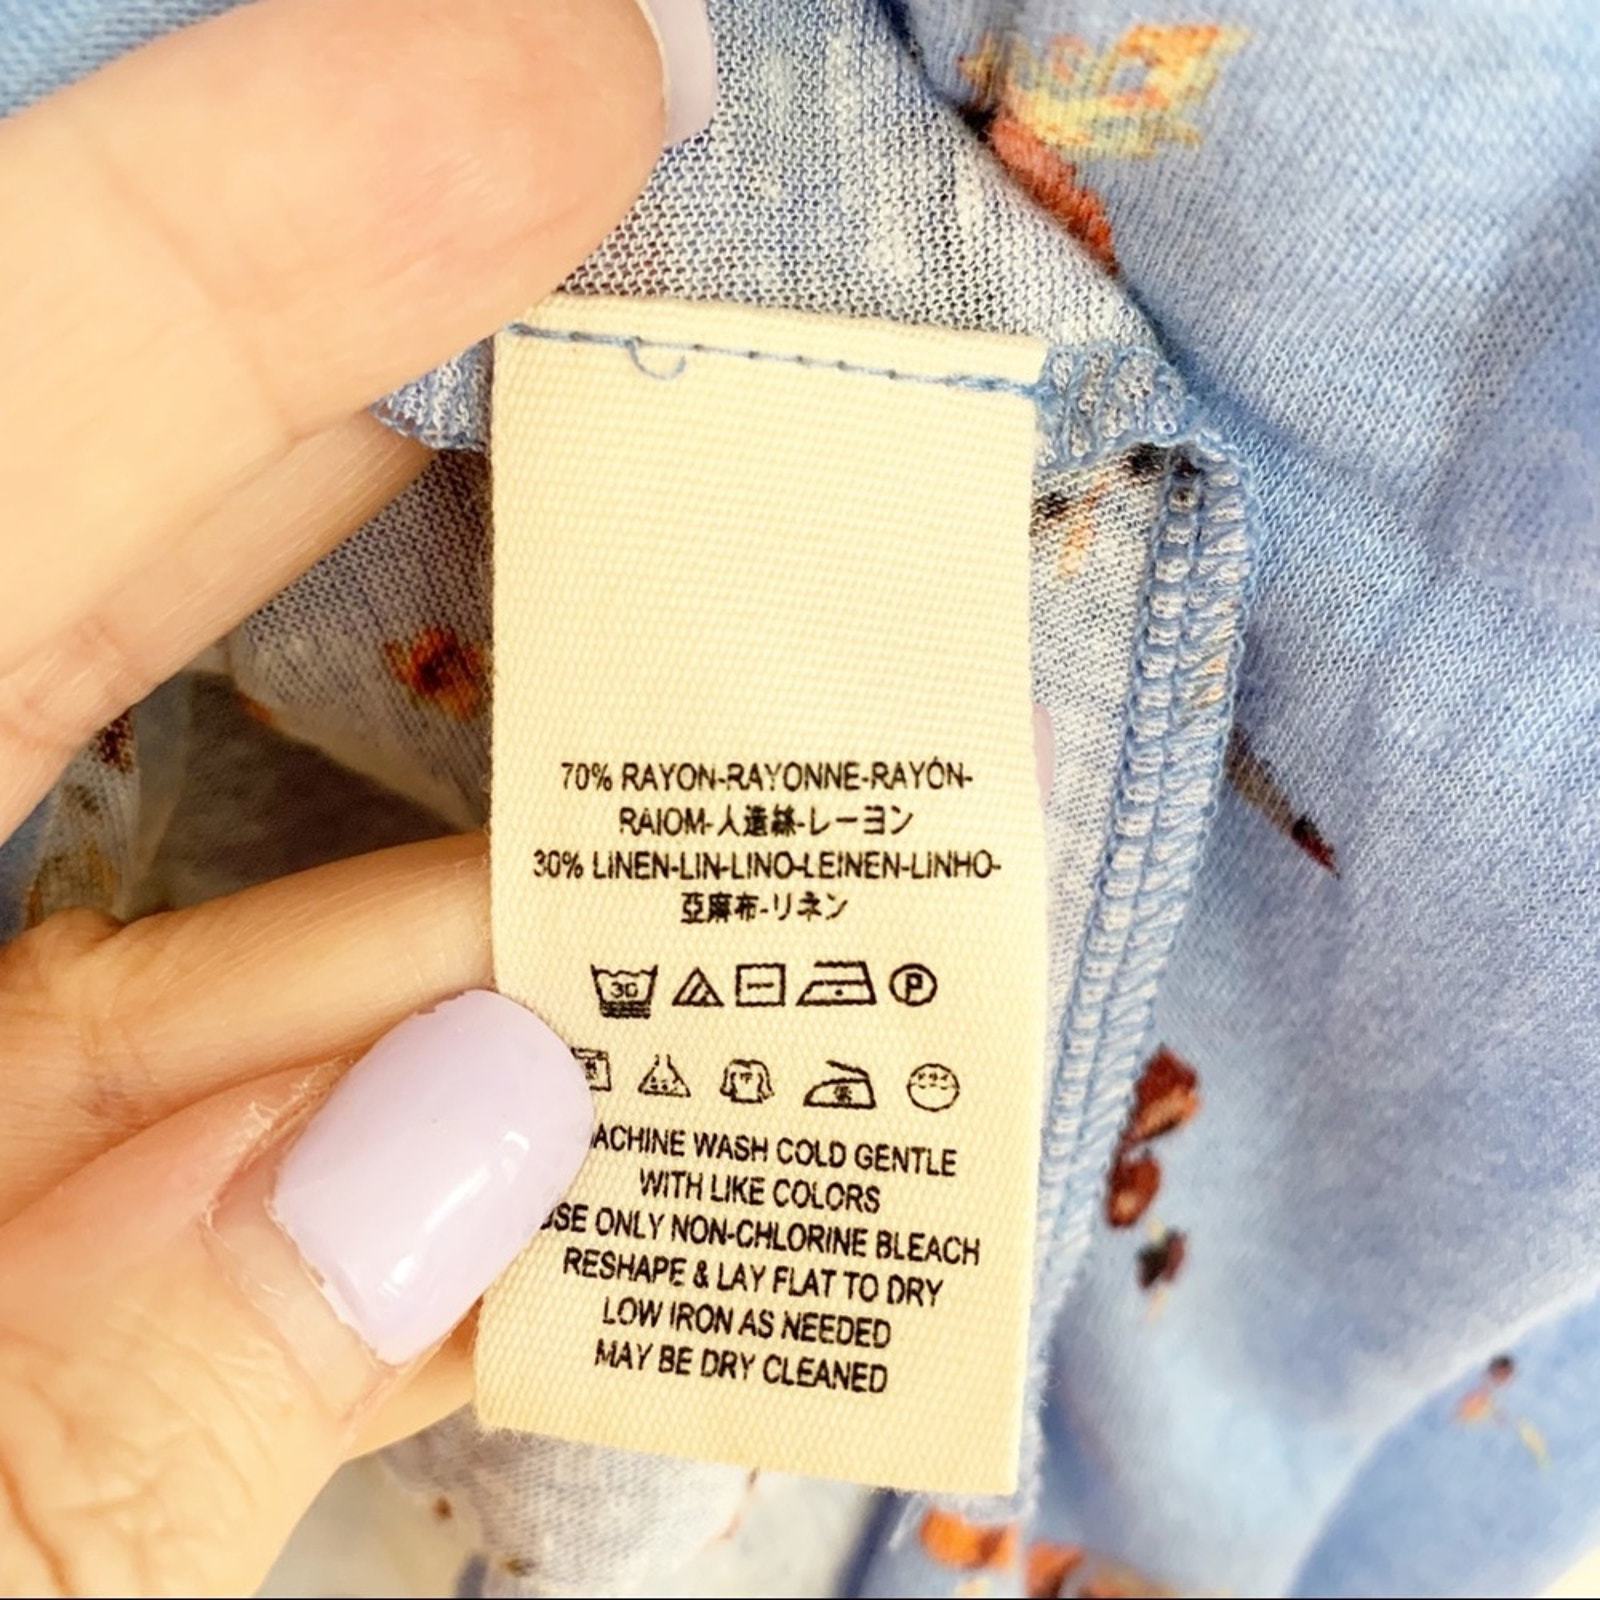 70% RAYON-RAYONNE-RAYÓN-
RAIOM-人造絲-レーヨン
30% LINEN-LIN-LINO-LEINEN-LINHO-
亞麻布-リネン
30 P
ACHINE WASH COLD GENTLE
WITH LIKE COLORS
SE ONLY NON-CHLORINE BLEACH
RESHAPE & LAY FLAT TO DRY
LOW IRON AS NEEDED
MAY BE DRY CLEANED